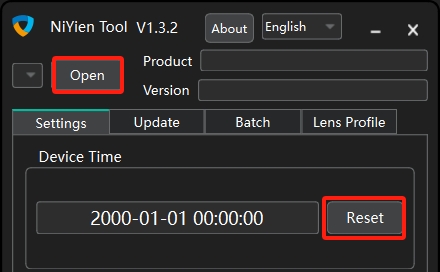 NiYien Tool V1.3.2
About
English
Product
Open
Version
Settings
Update
Batch
Lens Profile
Device Time
2000-01-01 00:00:00
Reset